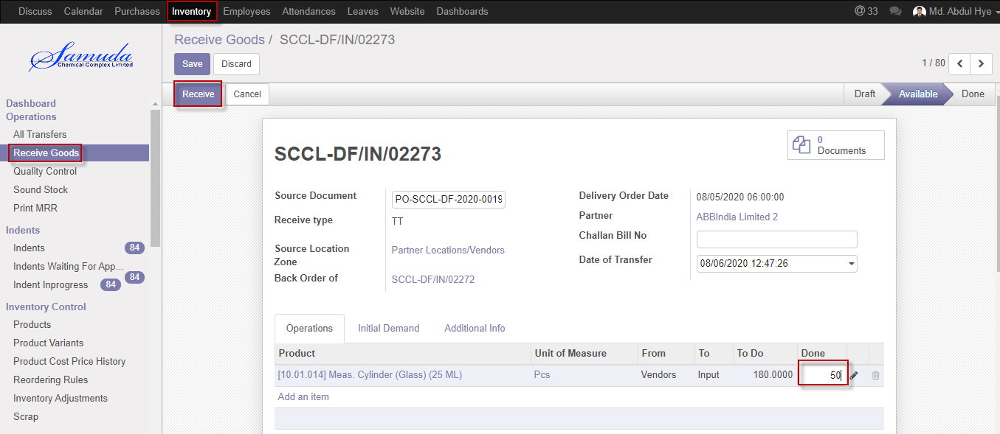 Discuss Calendar Purchases Inventory Employees Attendances Leaves Website Dashboards @ 33 Md. Abdul Hye
Samuda
Chemical Complex Limited
Receive Goods / SCCL-DF/IN/02273
Save Discard 1 / 80
Receive Cancel Draft Available Done
Dashboard
Operations
All Transfers
Receive Goods
Quality Control
Sound Stock
Print MRR
Indents
Indents 84
Indents Waiting For App...
84
Indent Inprogress 84
Inventory Control
Products
Product Variants
Product Cost Price History
Reordering Rules
Inventory Adjustments
Scrap
0
Documents
SCCL-DF/IN/02273
Source Document PO-SCCL-DF-2020-0019
Receive type TT
Source Location Partner Locations/Vendors
Zone
Back Order of SCCL-DF/IN/02272
Delivery Order Date 08/05/2020 06:00:00
Partner ABBIndia Limited 2
Challan Bill No
Date of Transfer 08/06/2020 12:47:26
Operations Initial Demand Additional Info
Product Unit of Measure From To To Do Done
[10.01.014] Meas. Cylinder (Glass) (25 ML) Pcs Vendors Input 180.0000 50
Add an item